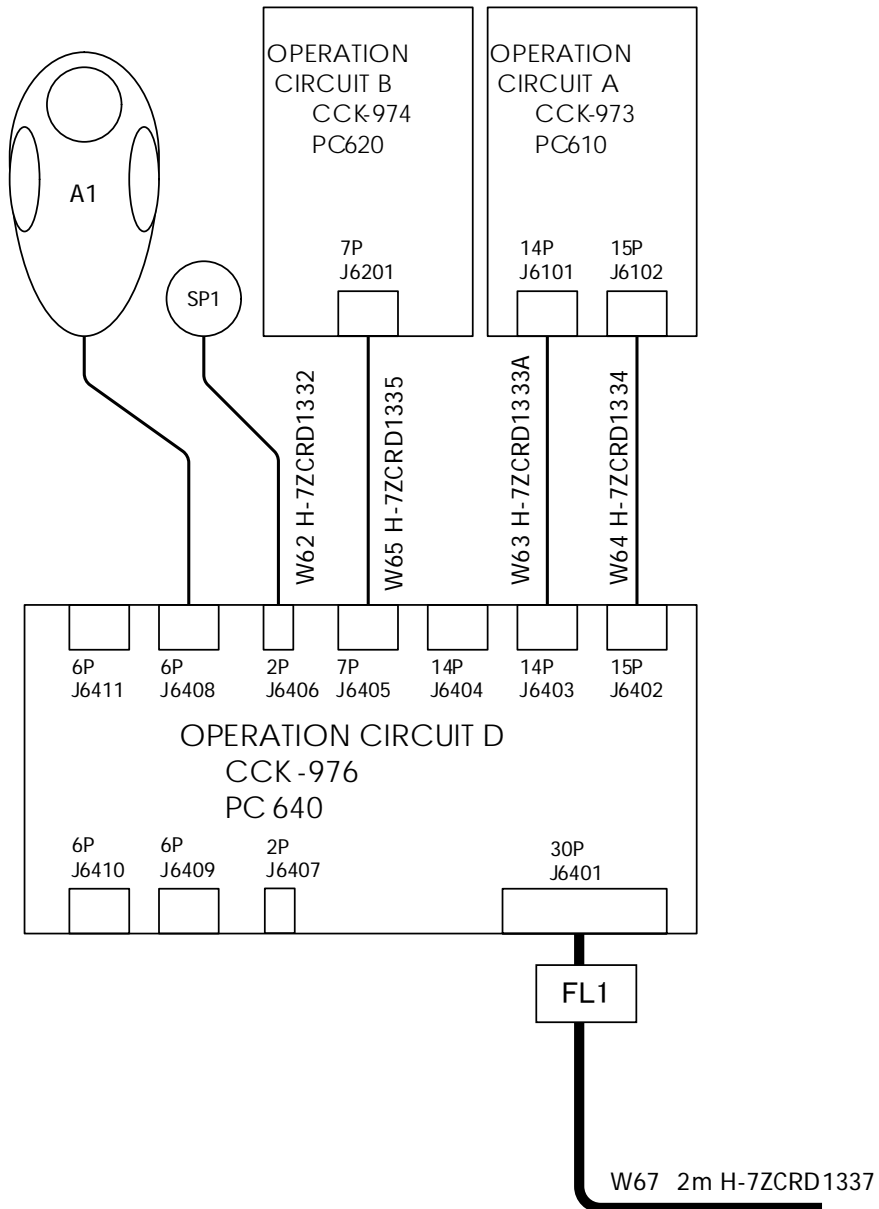 OPERATION
CIRCUIT B
CCK-974
PC620
OPERATION
CIRCUIT A
CCK-973
PC610
A1
7P
J6201
14P
J6101
15P
J6102
SP1
W62 H-7ZCRD1332
W65 H-7ZCRD1335
W63 H-7ZCRD1333A
W64 H-7ZCRD1334
6P
J6411
6P
J6408
2P
J6406
7P
J6405
14P
J6404
14P
J6403
15P
J6402
OPERATION CIRCUIT D
CCK-976
PC 640
6P
J6410
6P
J6409
2P
J6407
30P
J6401
FL1
W67 2m H-7ZCRD1337